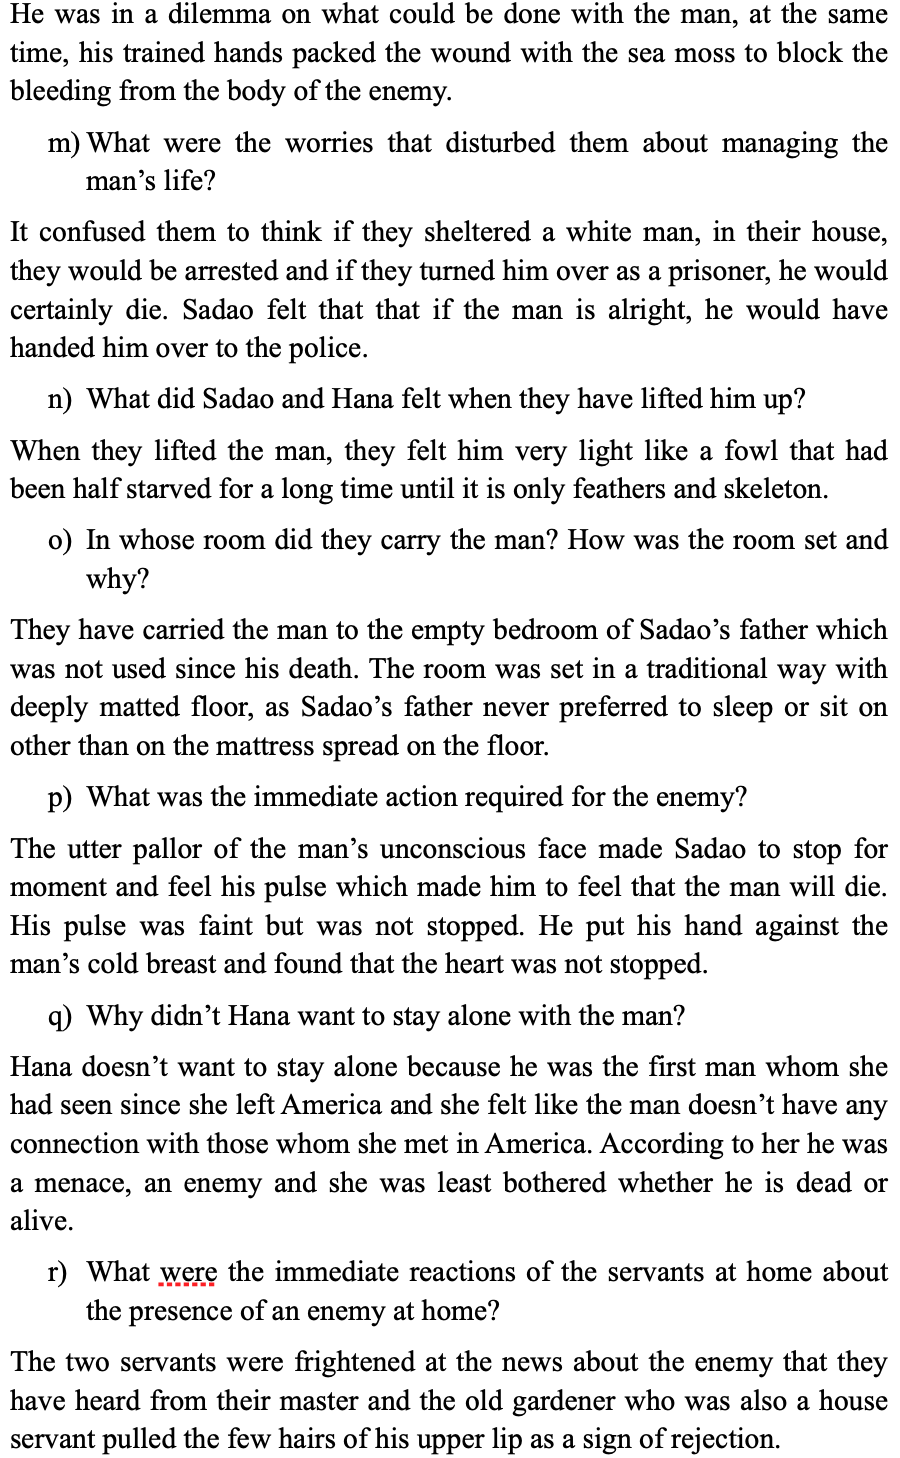 He was in a dilemma on what could be done with the man, at the same
time, his trained hands packed the wound with the sea moss to block the
bleeding from the body of the enemy.
m) What were the worries that disturbed them about managing the
man’s life?
It confused them to think if they sheltered a white man, in their house,
they would be arrested and if they turned him over as a prisoner, he would
certainly die. Sadao felt that that if the man is alright, he would have
handed him over to the police.
n) What did Sadao and Hana felt when they have lifted him up?
When they lifted the man, they felt him very light like a fowl that had
been half starved for a long time until it is only feathers and skeleton.
o) In whose room did they carry the man? How was the room set and
why?
They have carried the man to the empty bedroom of Sadao’s father which
was not used since his death. The room was set in a traditional way with
deeply matted floor, as Sadao’s father never preferred to sleep or sit on
other than on the mattress spread on the floor.
p) What was the immediate action required for the enemy?
The utter pallor of the man’s unconscious face made Sadao to stop for
moment and feel his pulse which made him to feel that the man will die.
His pulse was faint but was not stopped. He put his hand against the
man’s cold breast and found that the heart was not stopped.
q) Why didn’t Hana want to stay alone with the man?
Hana doesn’t want to stay alone because he was the first man whom she
had seen since she left America and she felt like the man doesn’t have any
connection with those whom she met in America. According to her he was
a menace, an enemy and she was least bothered whether he is dead or
alive.
r) What were the immediate reactions of the servants at home about
the presence of an enemy at home?
The two servants were frightened at the news about the enemy that they
have heard from their master and the old gardener who was also a house
servant pulled the few hairs of his upper lip as a sign of rejection.